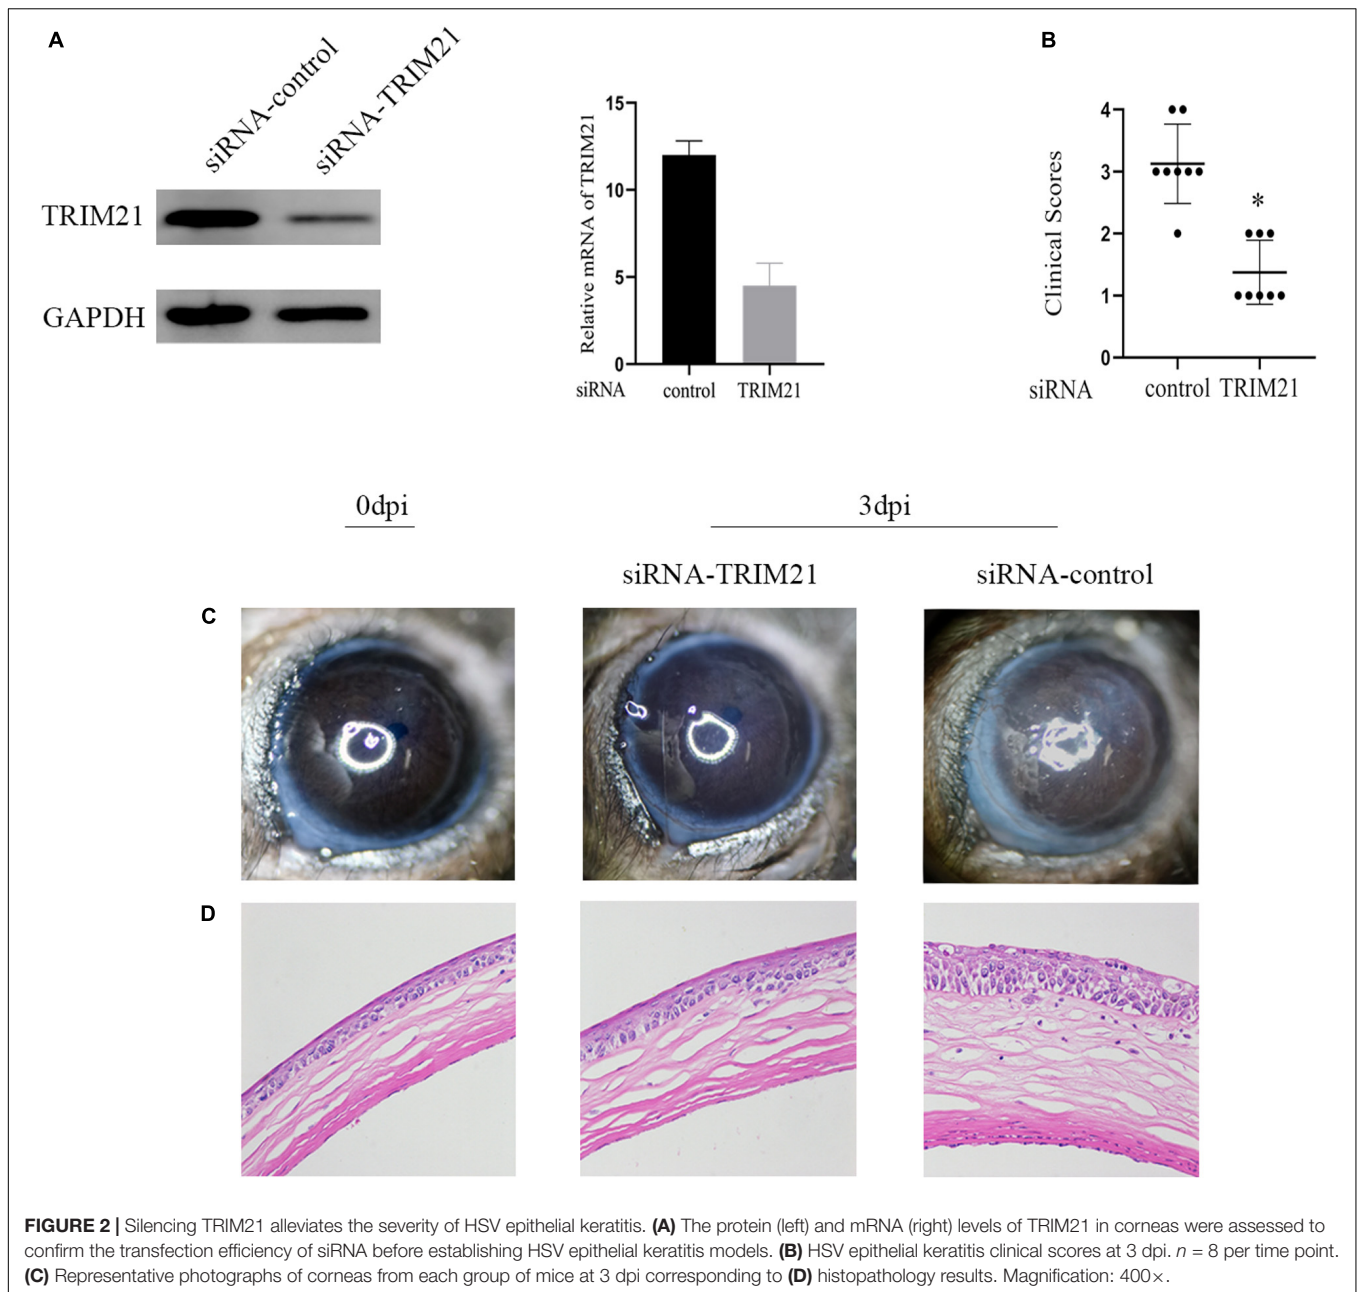 A
siRNA-control
siRNA-TRIM21
TRIM21
GAPDH
Relative mRNA of TRIM21
15
10
5
0
siRNA control TRIM21
B
Clinical Scores
4
3
2
1
0
*
siRNA control TRIM21
0dpi 3dpi
siRNA-TRIM21 siRNA-control
C
D
FIGURE 2 | Silencing TRIM21 alleviates the severity of HSV epithelial keratitis. (A) The protein (left) and mRNA (right) levels of TRIM21 in corneas were assessed to
confirm the transfection efficiency of siRNA before establishing HSV epithelial keratitis models. (B) HSV epithelial keratitis clinical scores at 3 dpi. n = 8 per time point.
(C) Representative photographs of corneas from each group of mice at 3 dpi corresponding to (D) histopathology results. Magnification: 400×.